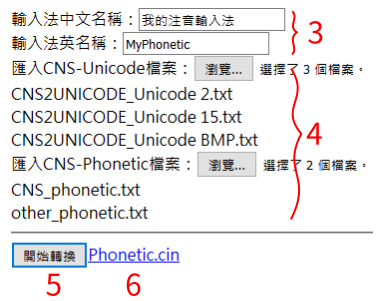 輸入法中文名稱：我的注音輸入法
輸入法英名稱：MyPhonetic
3
匯入CNS-Unicode檔案：瀏覽... 選擇了 3 個檔案。
CNS2UNICODE_Unicode 2.txt
CNS2UNICODE_Unicode 15.txt
CNS2UNICODE_Unicode BMP.txt
4
匯入CNS-Phonetic檔案：瀏覽... 選擇了 2 個檔案。
CNS_phonetic.txt
other_phonetic.txt
開始轉換 Phonetic.cin
5 6